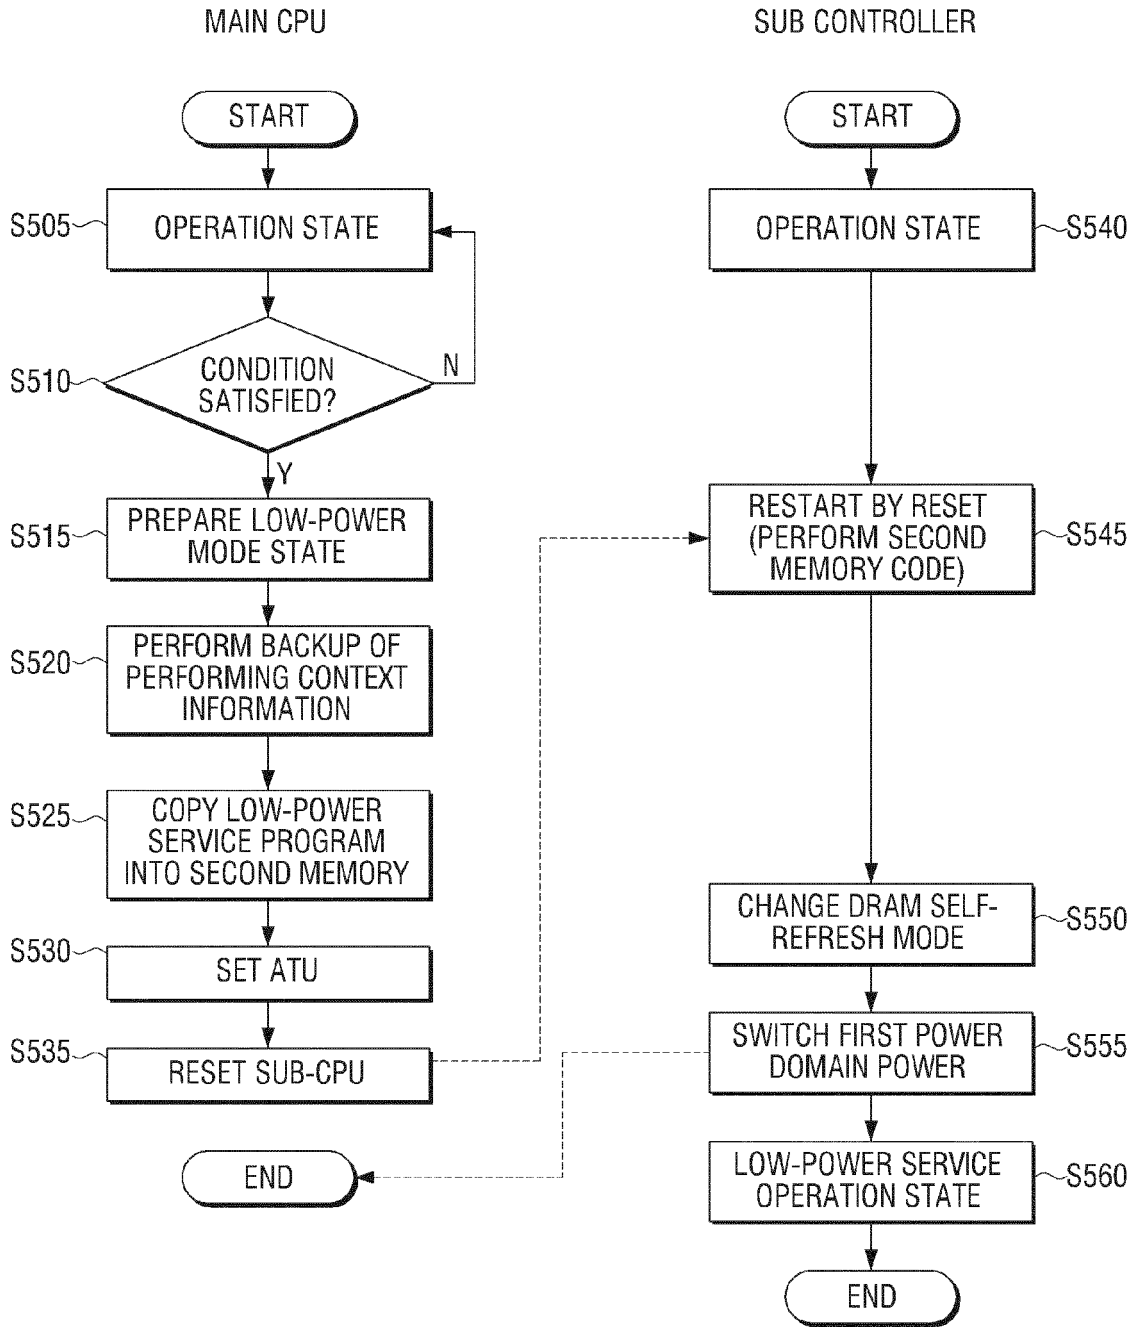 MAIN CPU
START
S505
OPERATION STATE
S510
CONDITION
SATISFIED?
N
Y
S515
PREPARE LOW-POWER
MODE STATE
S520
PERFORM BACKUP OF
PERFORMING CONTEXT
INFORMATION
S525
COPY LOW-POWER
SERVICE PROGRAM
INTO SECOND MEMORY
S530
SET ATU
S535
RESET SUB-CPU
END
SUB CONTROLLER
START
OPERATION STATE
S540
RESTART BY RESET
(PERFORM SECOND
MEMORY CODE)
S545
CHANGE DRAM SELF-
REFRESH MODE
S550
SWITCH FIRST POWER
DOMAIN POWER
S555
LOW-POWER SERVICE
OPERATION STATE
S560
END